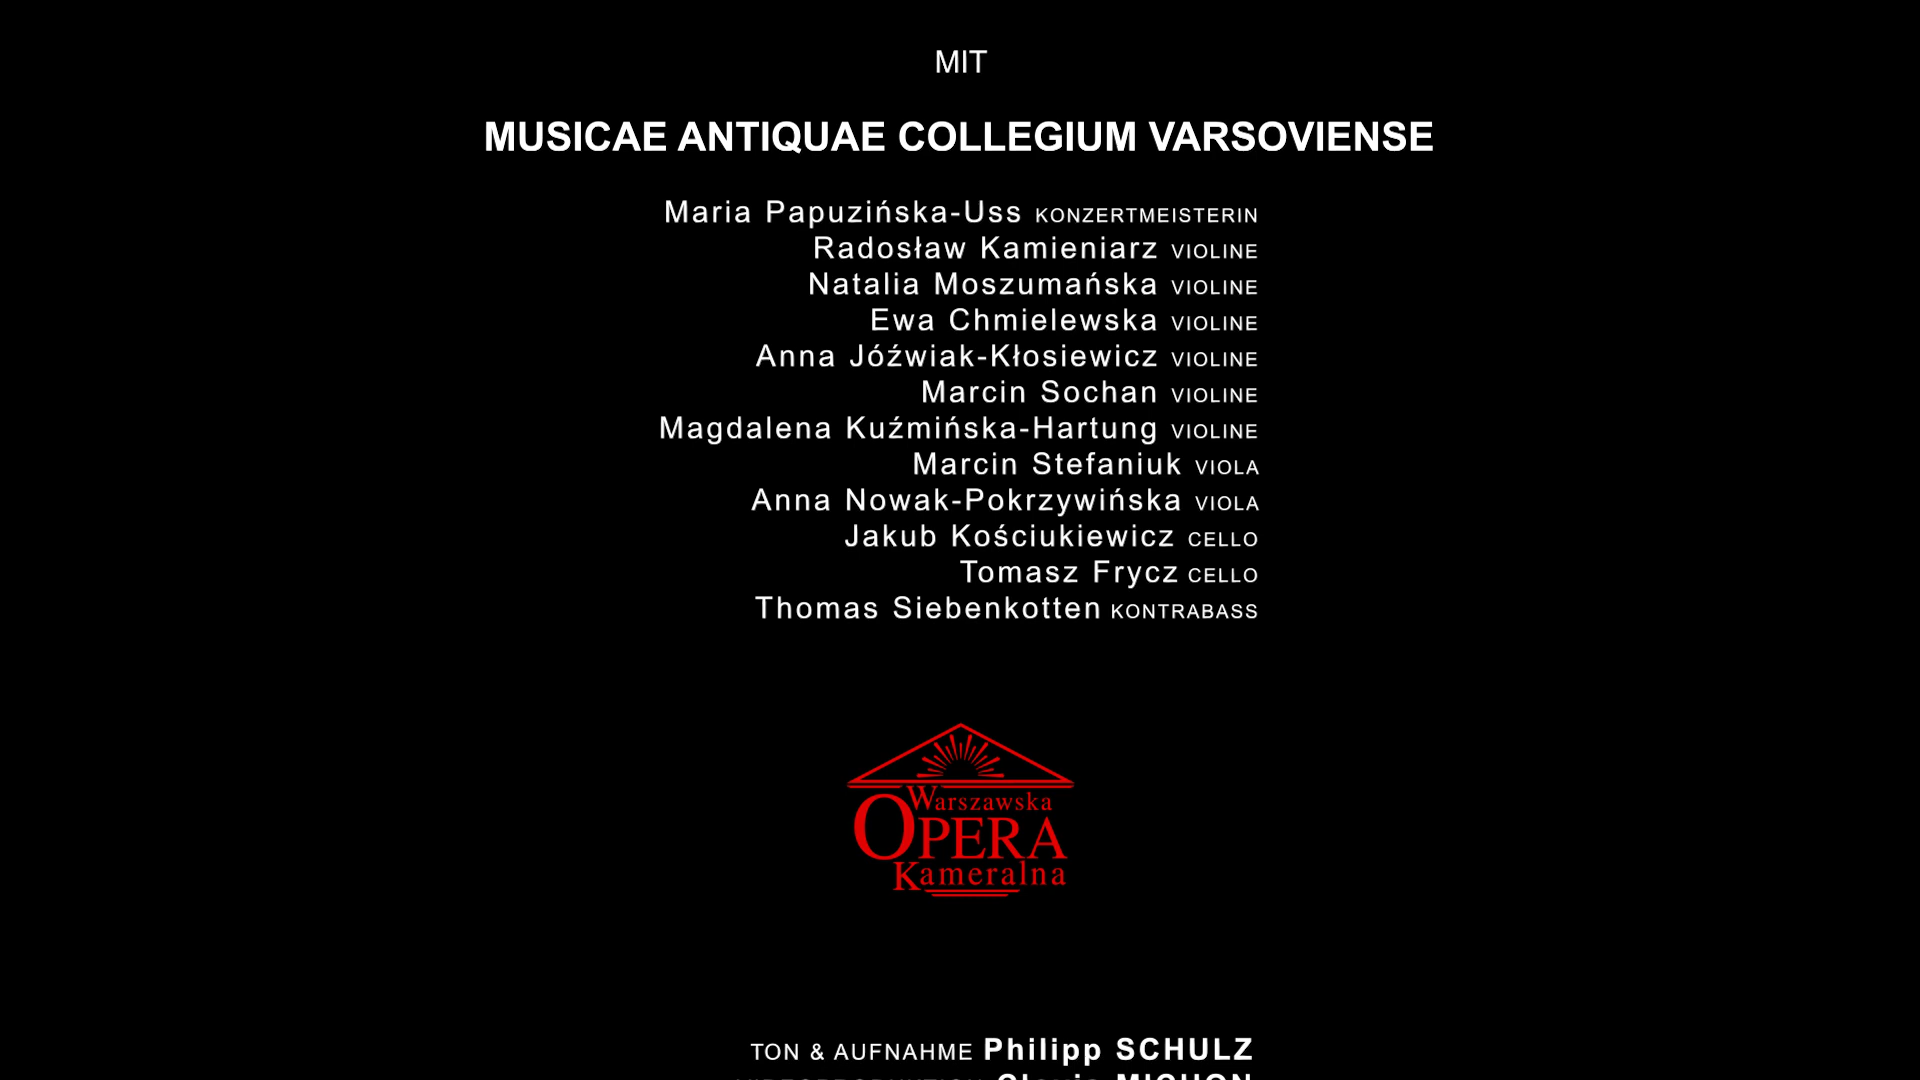 MIT
MUSICAE ANTIQUAE COLLEGIUM VARSOVIENSE
Maria Papuzińska-Uss KONZERTMEISTERIN
Radosław Kamieniarz VIOLINE
Natalia Moszumańska VIOLINE
Ewa Chmielewska VIOLINE
Anna Jóźwiak-Kłosiewicz VIOLINE
Marcin Sochan VIOLINE
Magdalena Kuźmińska-Hartung VIOLINE
Marcin Stefaniuk VIOLA
Anna Nowak-Pokrzywińska VIOLA
Jakub Kościukiewicz CELLO
Tomasz Frycz CELLO
Thomas Siebenkotten KONTRABASS
Warszawska
OPERA
Kameralna
TON & AUFNAHME Philipp SCHULZ